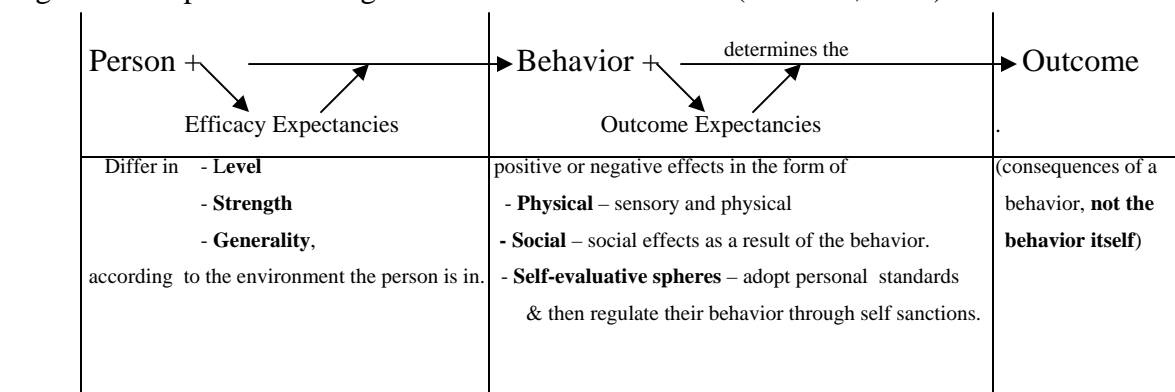 Person +
Efficacy Expectancies
Differ in - Level
- Strength
- Generality,
according to the environment the person is in.
Behavior + determines the
Outcome Expectancies
positive or negative effects in the form of
- Physical – sensory and physical
- Social – social effects as a result of the behavior.
- Self-evaluative spheres – adopt personal standards
& then regulate their behavior through self sanctions.
Outcome
.
(consequences of a
behavior, not the
behavior itself)